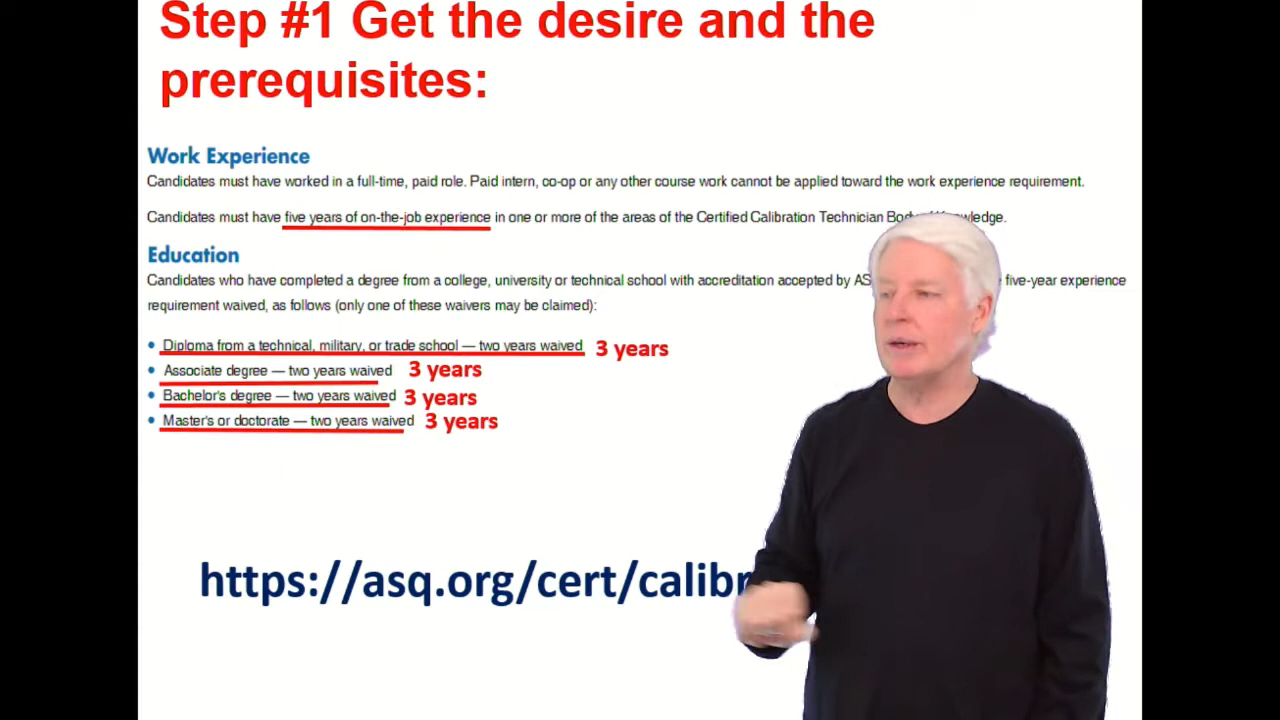 Step #1 Get the desire and the
prerequisites:
Work Experience
Candidates must have worked in a full-time, paid role. Paid intern, co-op or any other course work cannot be applied toward the work experience requirement.
Candidates must have five years of on-the-job experience in one or more of the areas of the Certified Calibration Technician Body of Knowledge.
Education
Candidates who have completed a degree from a college, university or technical school with accreditation accepted by AS five-year experience
requirement waived, as follows (only one of these waivers may be claimed):
• Diploma from a technical, military, or trade school — two years waived 3 years
• Associate degree — two years waived 3 years
• Bachelor's degree — two years waived 3 years
• Master's or doctorate — two years waived 3 years
https://asq.org/cert/calibr